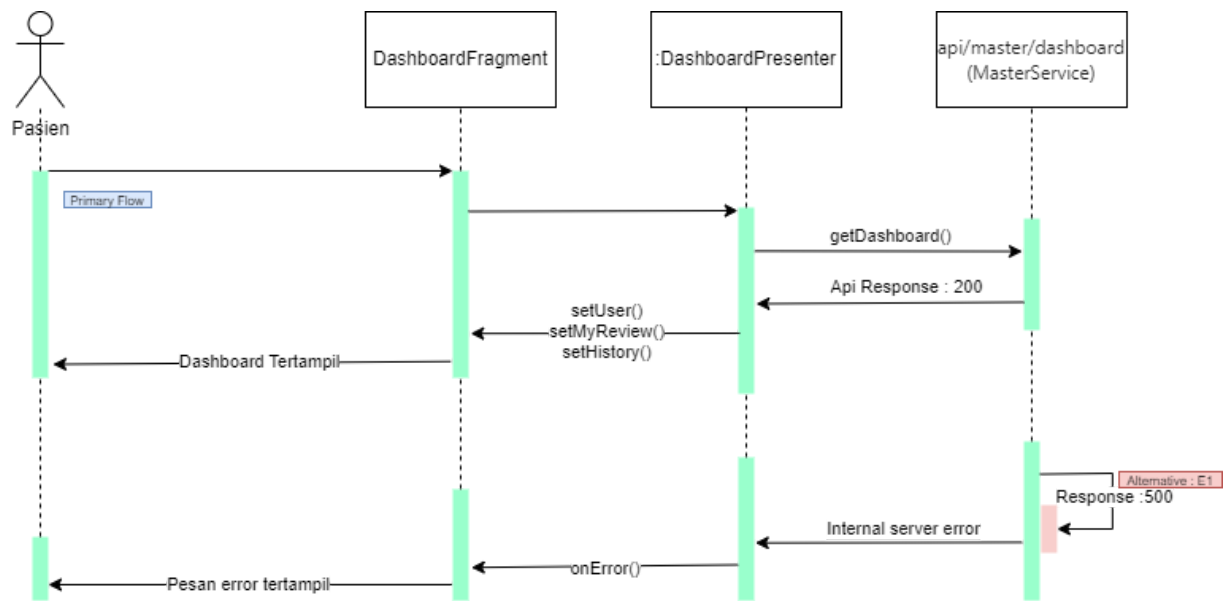 Pasien
DashboardFragment
:DashboardPresenter
api/master/dashboard
(MasterService)
Primary Flow
getDashboard()
Api Response : 200
setUser()
setMyReview()
setHistory()
Dashboard Tertampil
Alternative : E1
Response :500
Internal server error
onError()
Pesan error tertampil